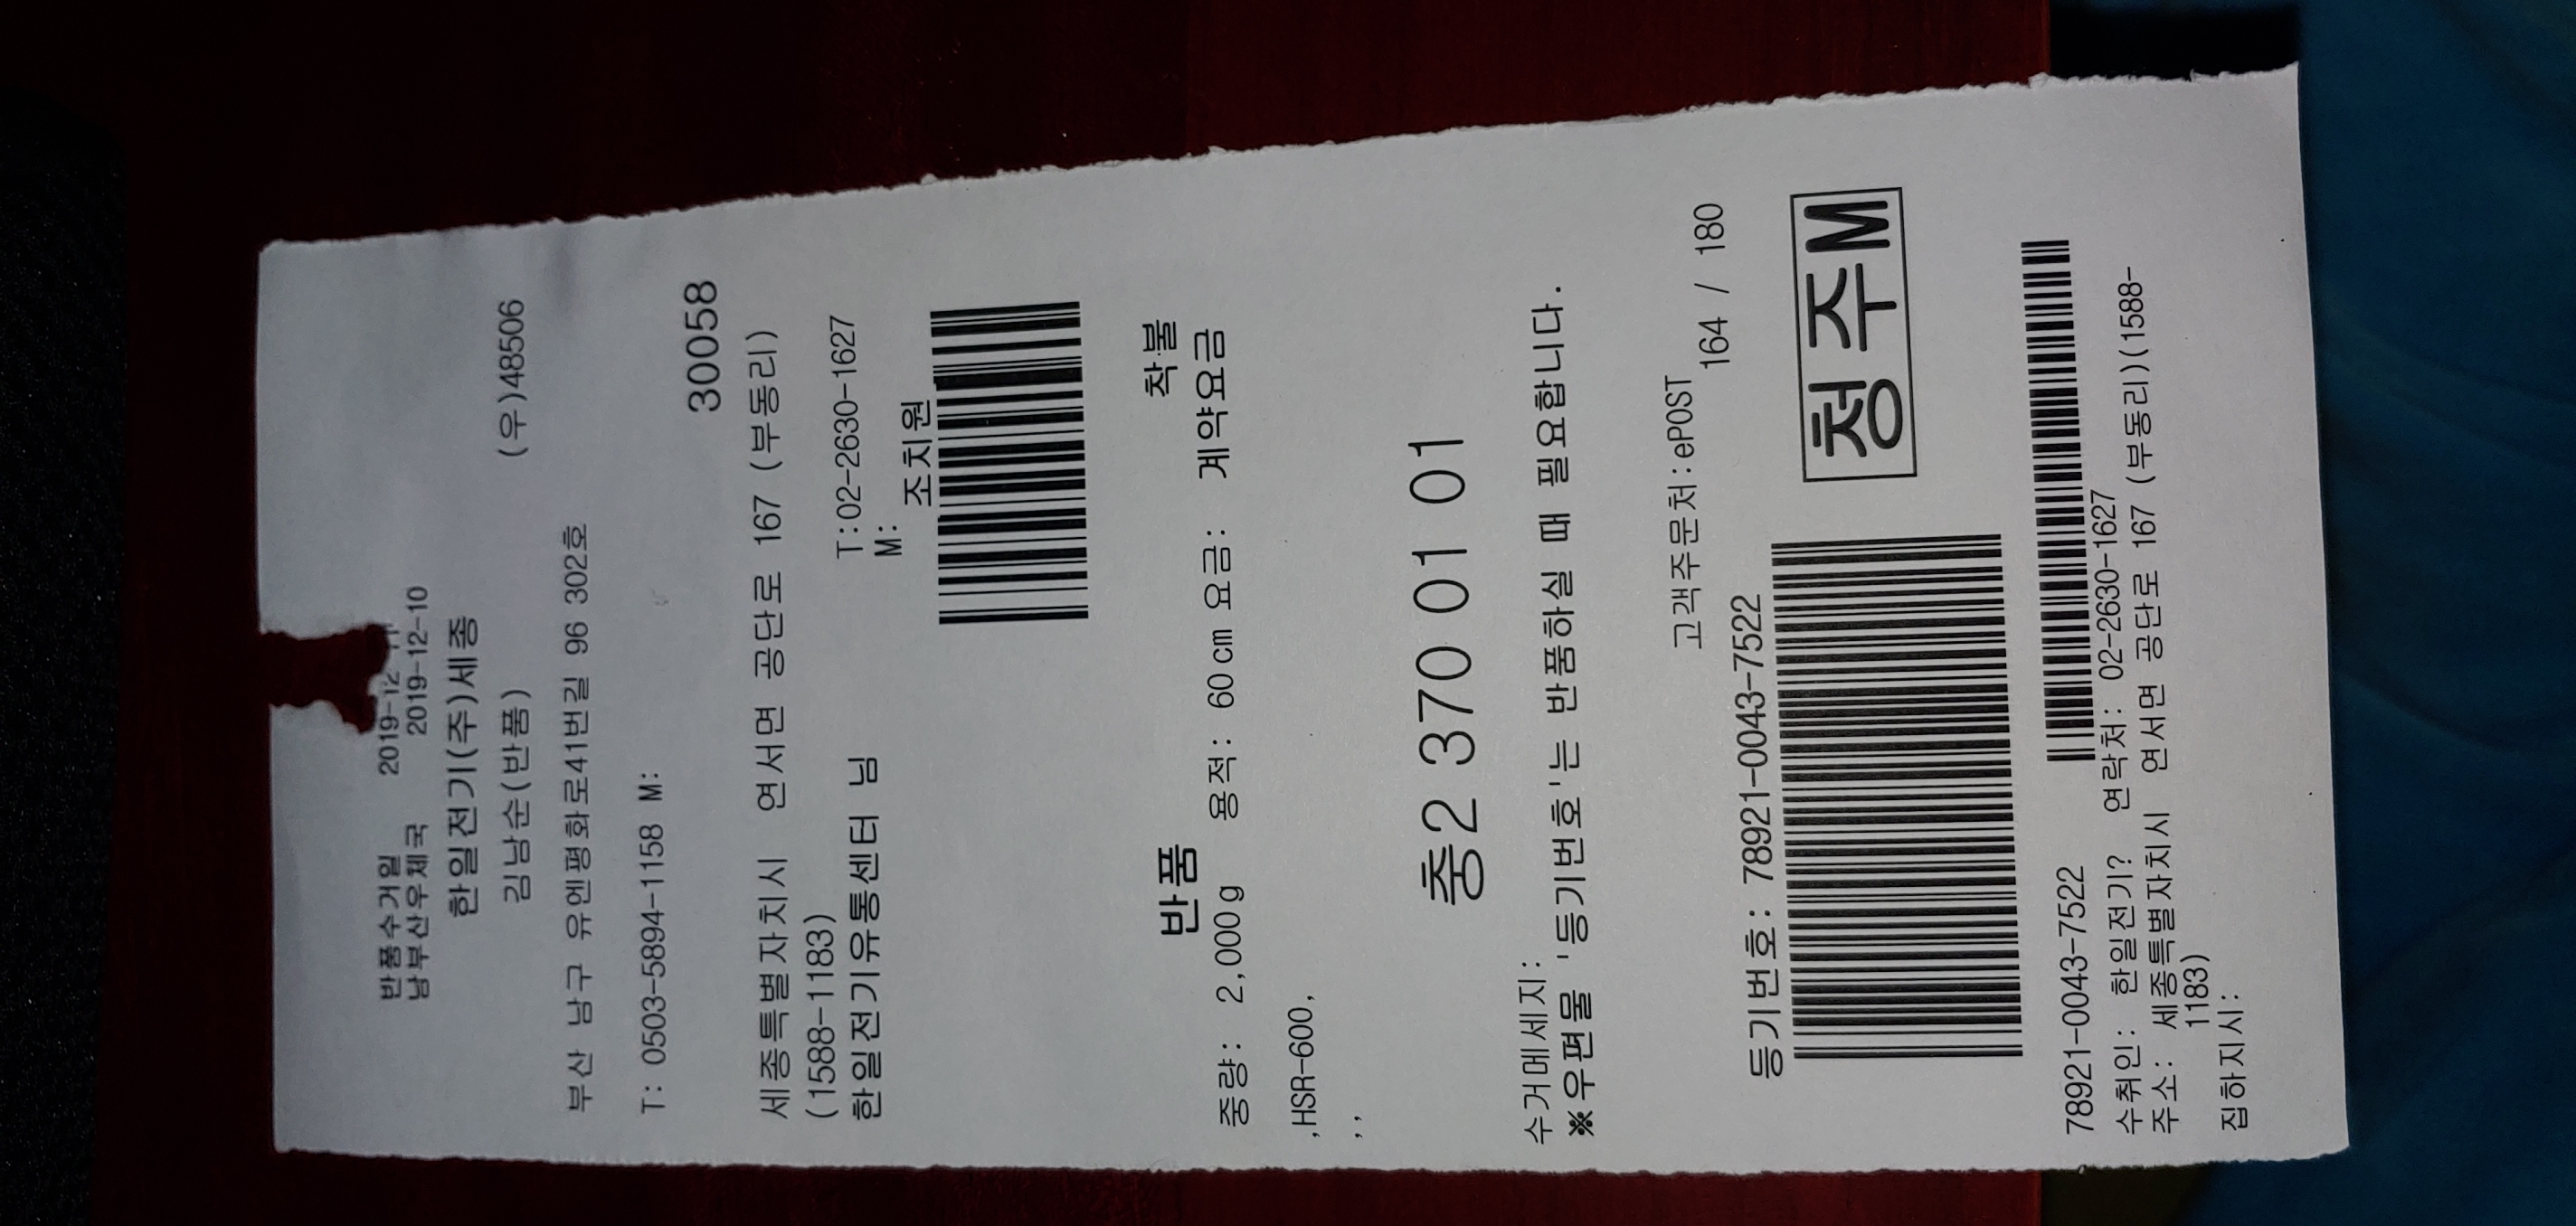 반품수거일 2019-12
남부산우체국 2019-12-10
한일전기(주)세종
김남순(반품) (우)48506
부산 남구 유엔평화로41번길 96 302호
T: 0503-5894-1158 M:
30058
세종특별자치시 연서면 공단로 167 (부동리)
(1588-1183)
한일전기유통센터 님 T:02-2630-1627
M:
조치원
반품 착불
중량: 2,000g 용적: 60cm 요금: 계약요금
,HSR-600,
,,
충2 370 01 01
수거메세지:
※우편물 '등기번호'는 반품하실 때 필요합니다.
고객주문처:ePOST
164 / 180
등기번호: 78921-0043-7522
청주M
78921-0043-7522
수취인: 한일전기? 연락처: 02-2630-1627
주소: 세종특별자치시 연서면 공단로 167 (부동리)(1588-
1183)
집하지시: